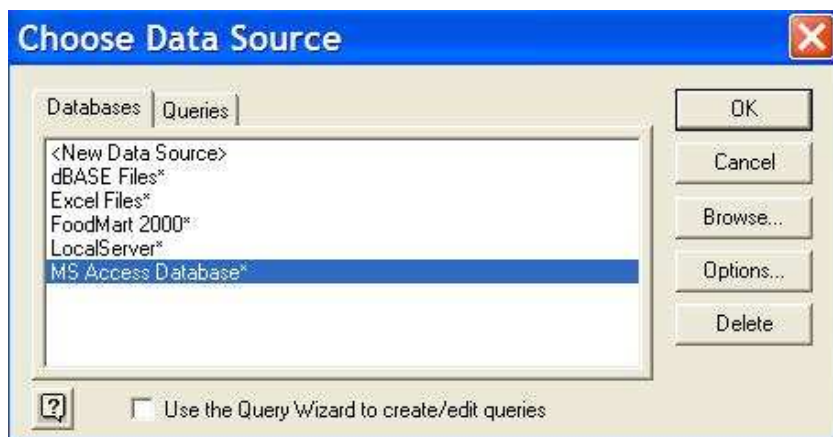 Choose Data Source
Databases
Queries
<New Data Source>
dBASE Files*
Excel Files*
FoodMart 2000*
LocalServer*
MS Access Database*
OK
Cancel
Browse...
Options...
Delete
?
Use the Query Wizard to create/edit queries